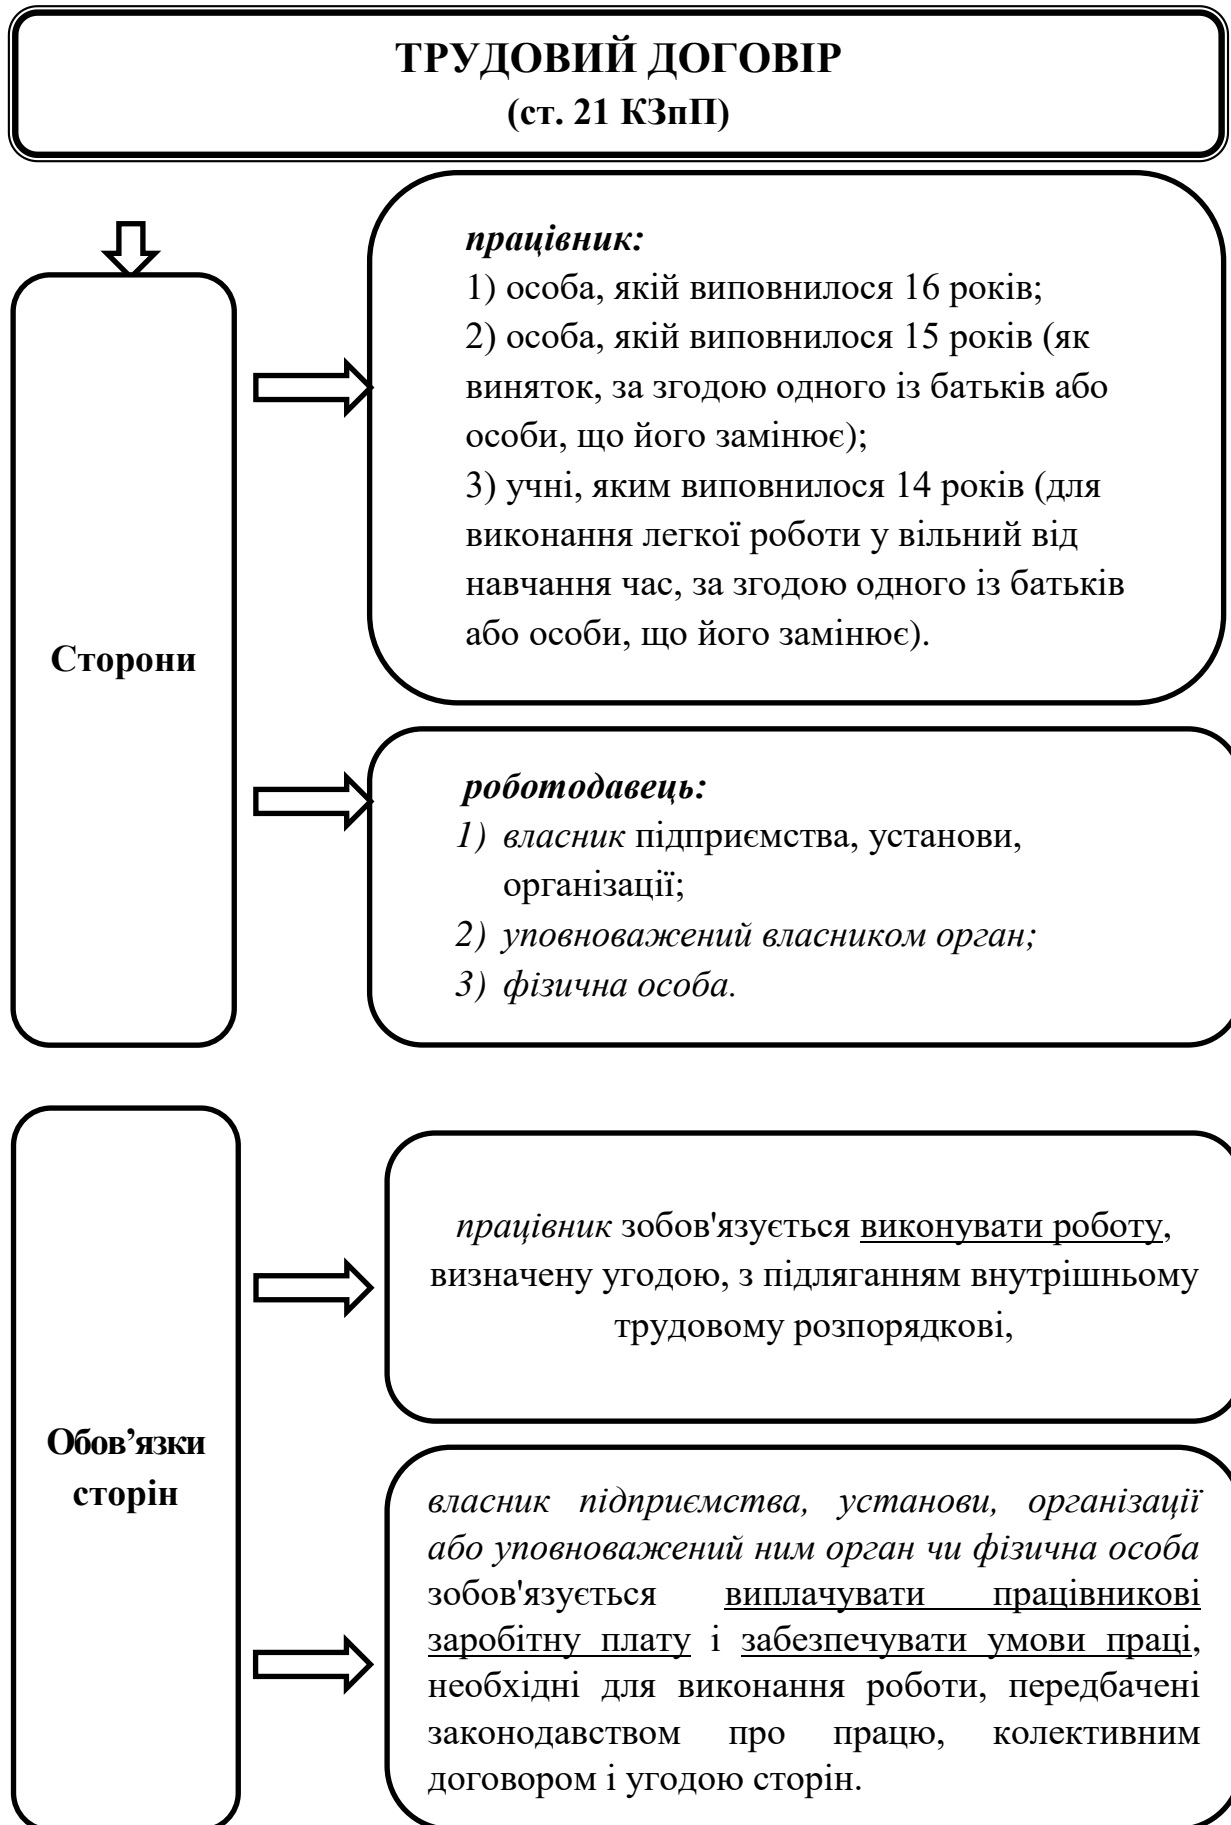 ТРУДОВИЙ ДОГОВІР
(ст. 21 КЗпП)
працівник:
1) особа, якій виповнилося 16 років;
2) особа, якій виповнилося 15 років (як
виняток, за згодою одного із батьків або
особи, що його замінює);
3) учні, яким виповнилося 14 років (для
виконання легкої роботи у вільний від
навчання час, за згодою одного із батьків
або особи, що його замінює).
Сторони
роботодавець:
1) власник підприємства, установи,
організації;
2) уповноважений власником орган;
3) фізична особа.
працівник зобов'язується виконувати роботу,
визначену угодою, з підляганням внутрішньому
трудовому розпорядкові,
Обов’язки
сторін
власник підприємства, установи, організації
або уповноважений ним орган чи фізична особа
зобов'язується виплачувати працівникові
заробітну плату і забезпечувати умови праці,
необхідні для виконання роботи, передбачені
законодавством про працю, колективним
договором і угодою сторін.